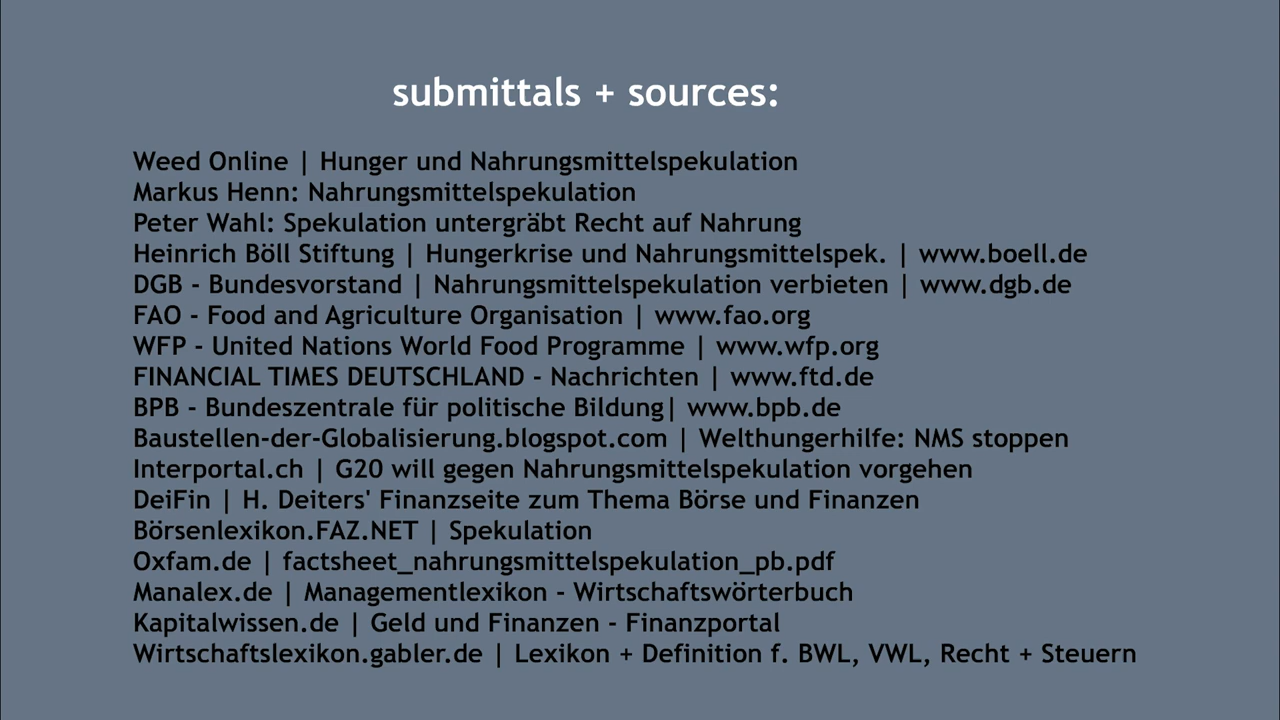 submittals + sources:
Weed Online | Hunger und Nahrungsmittelspekulation
Markus Henn: Nahrungsmittelspekulation
Peter Wahl: Spekulation untergräbt Recht auf Nahrung
Heinrich Böll Stiftung | Hungerkrise und Nahrungsmittelspek. | www.boell.de
DGB - Bundesvorstand | Nahrungsmittelspekulation verbieten | www.dgb.de
FAO - Food and Agriculture Organisation | www.fao.org
WFP - United Nations World Food Programme | www.wfp.org
FINANCIAL TIMES DEUTSCHLAND - Nachrichten | www.ftd.de
BPB - Bundeszentrale für politische Bildung| www.bpb.de
Baustellen-der-Globalisierung.blogspot.com | Welthungerhilfe: NMS stoppen
Interportal.ch | G20 will gegen Nahrungsmittelspekulation vorgehen
DeiFin | H. Deiters' Finanzseite zum Thema Börse und Finanzen
Börsenlexikon.FAZ.NET | Spekulation
Oxfam.de | factsheet_nahrungsmittelspekulation_pb.pdf
Manalex.de | Managementlexikon - Wirtschaftswörterbuch
Kapitalwissen.de | Geld und Finanzen - Finanzportal
Wirtschaftslexikon.gabler.de | Lexikon + Definition f. BWL, VWL, Recht + Steuern